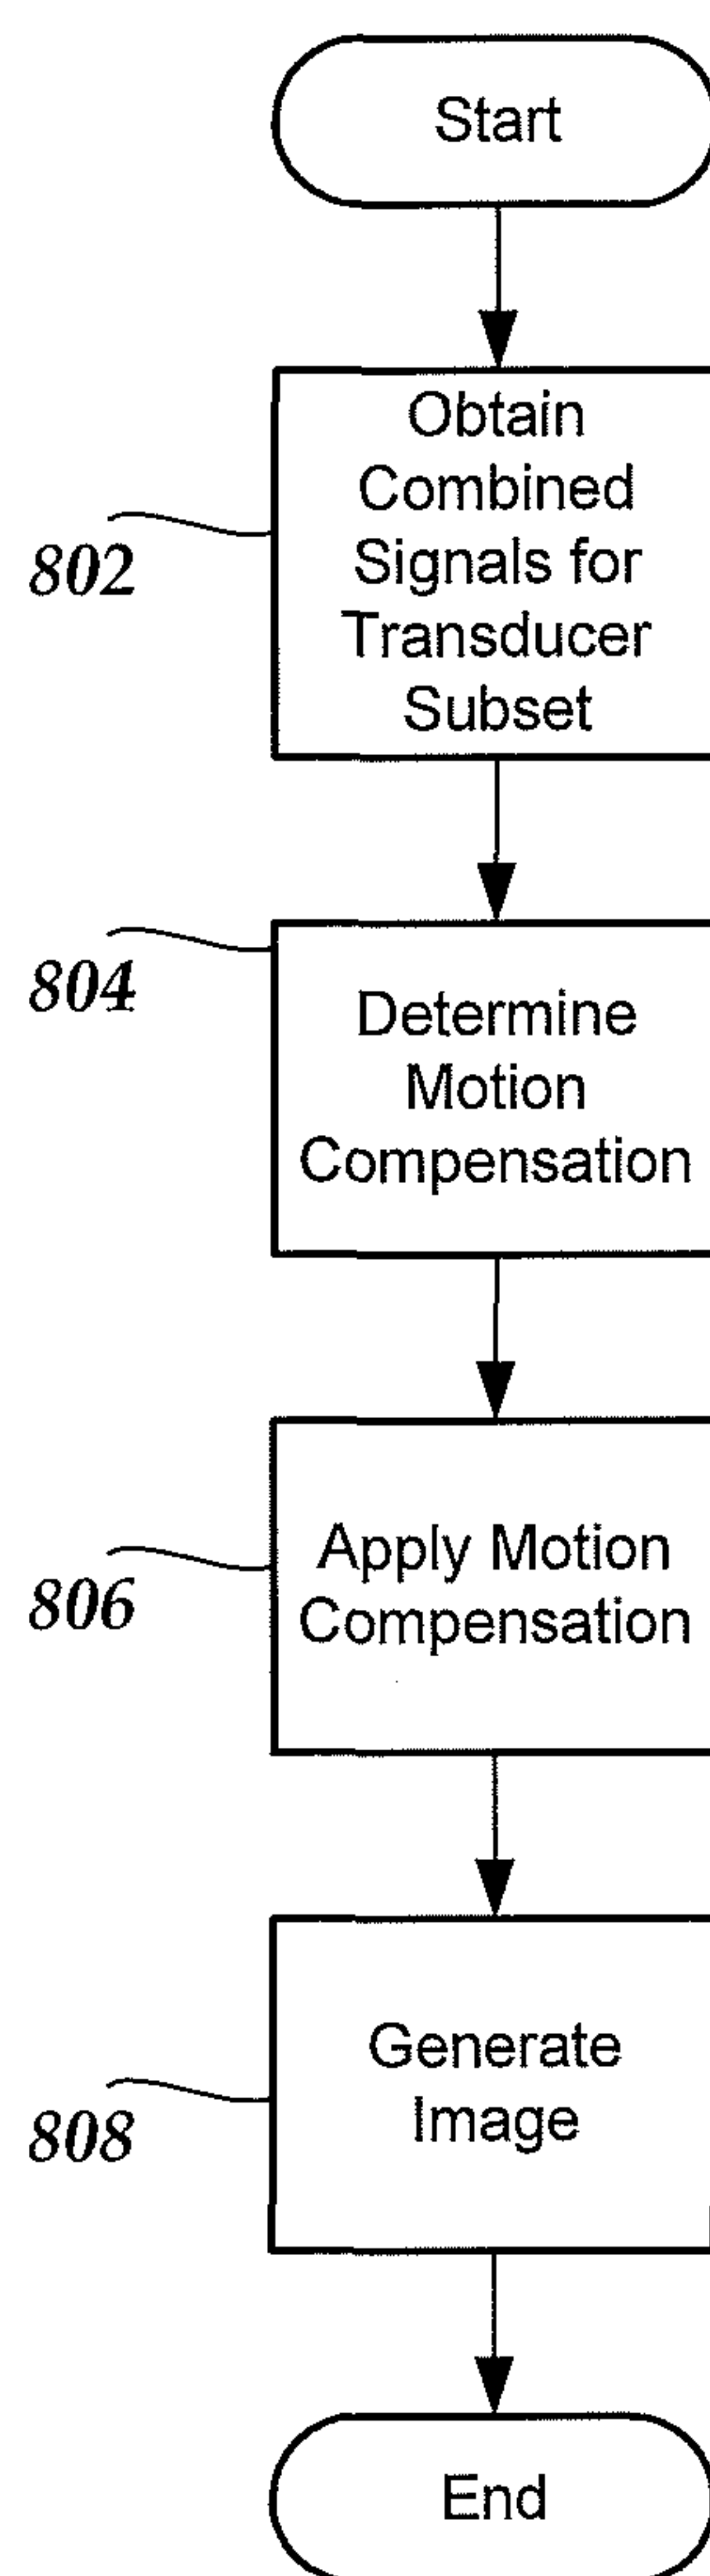 Start
Obtain
Combined
Signals for
Transducer
Subset
802
804
Determine
Motion
Compensation
Apply Motion
Compensation
806
Generate
Image
808
End